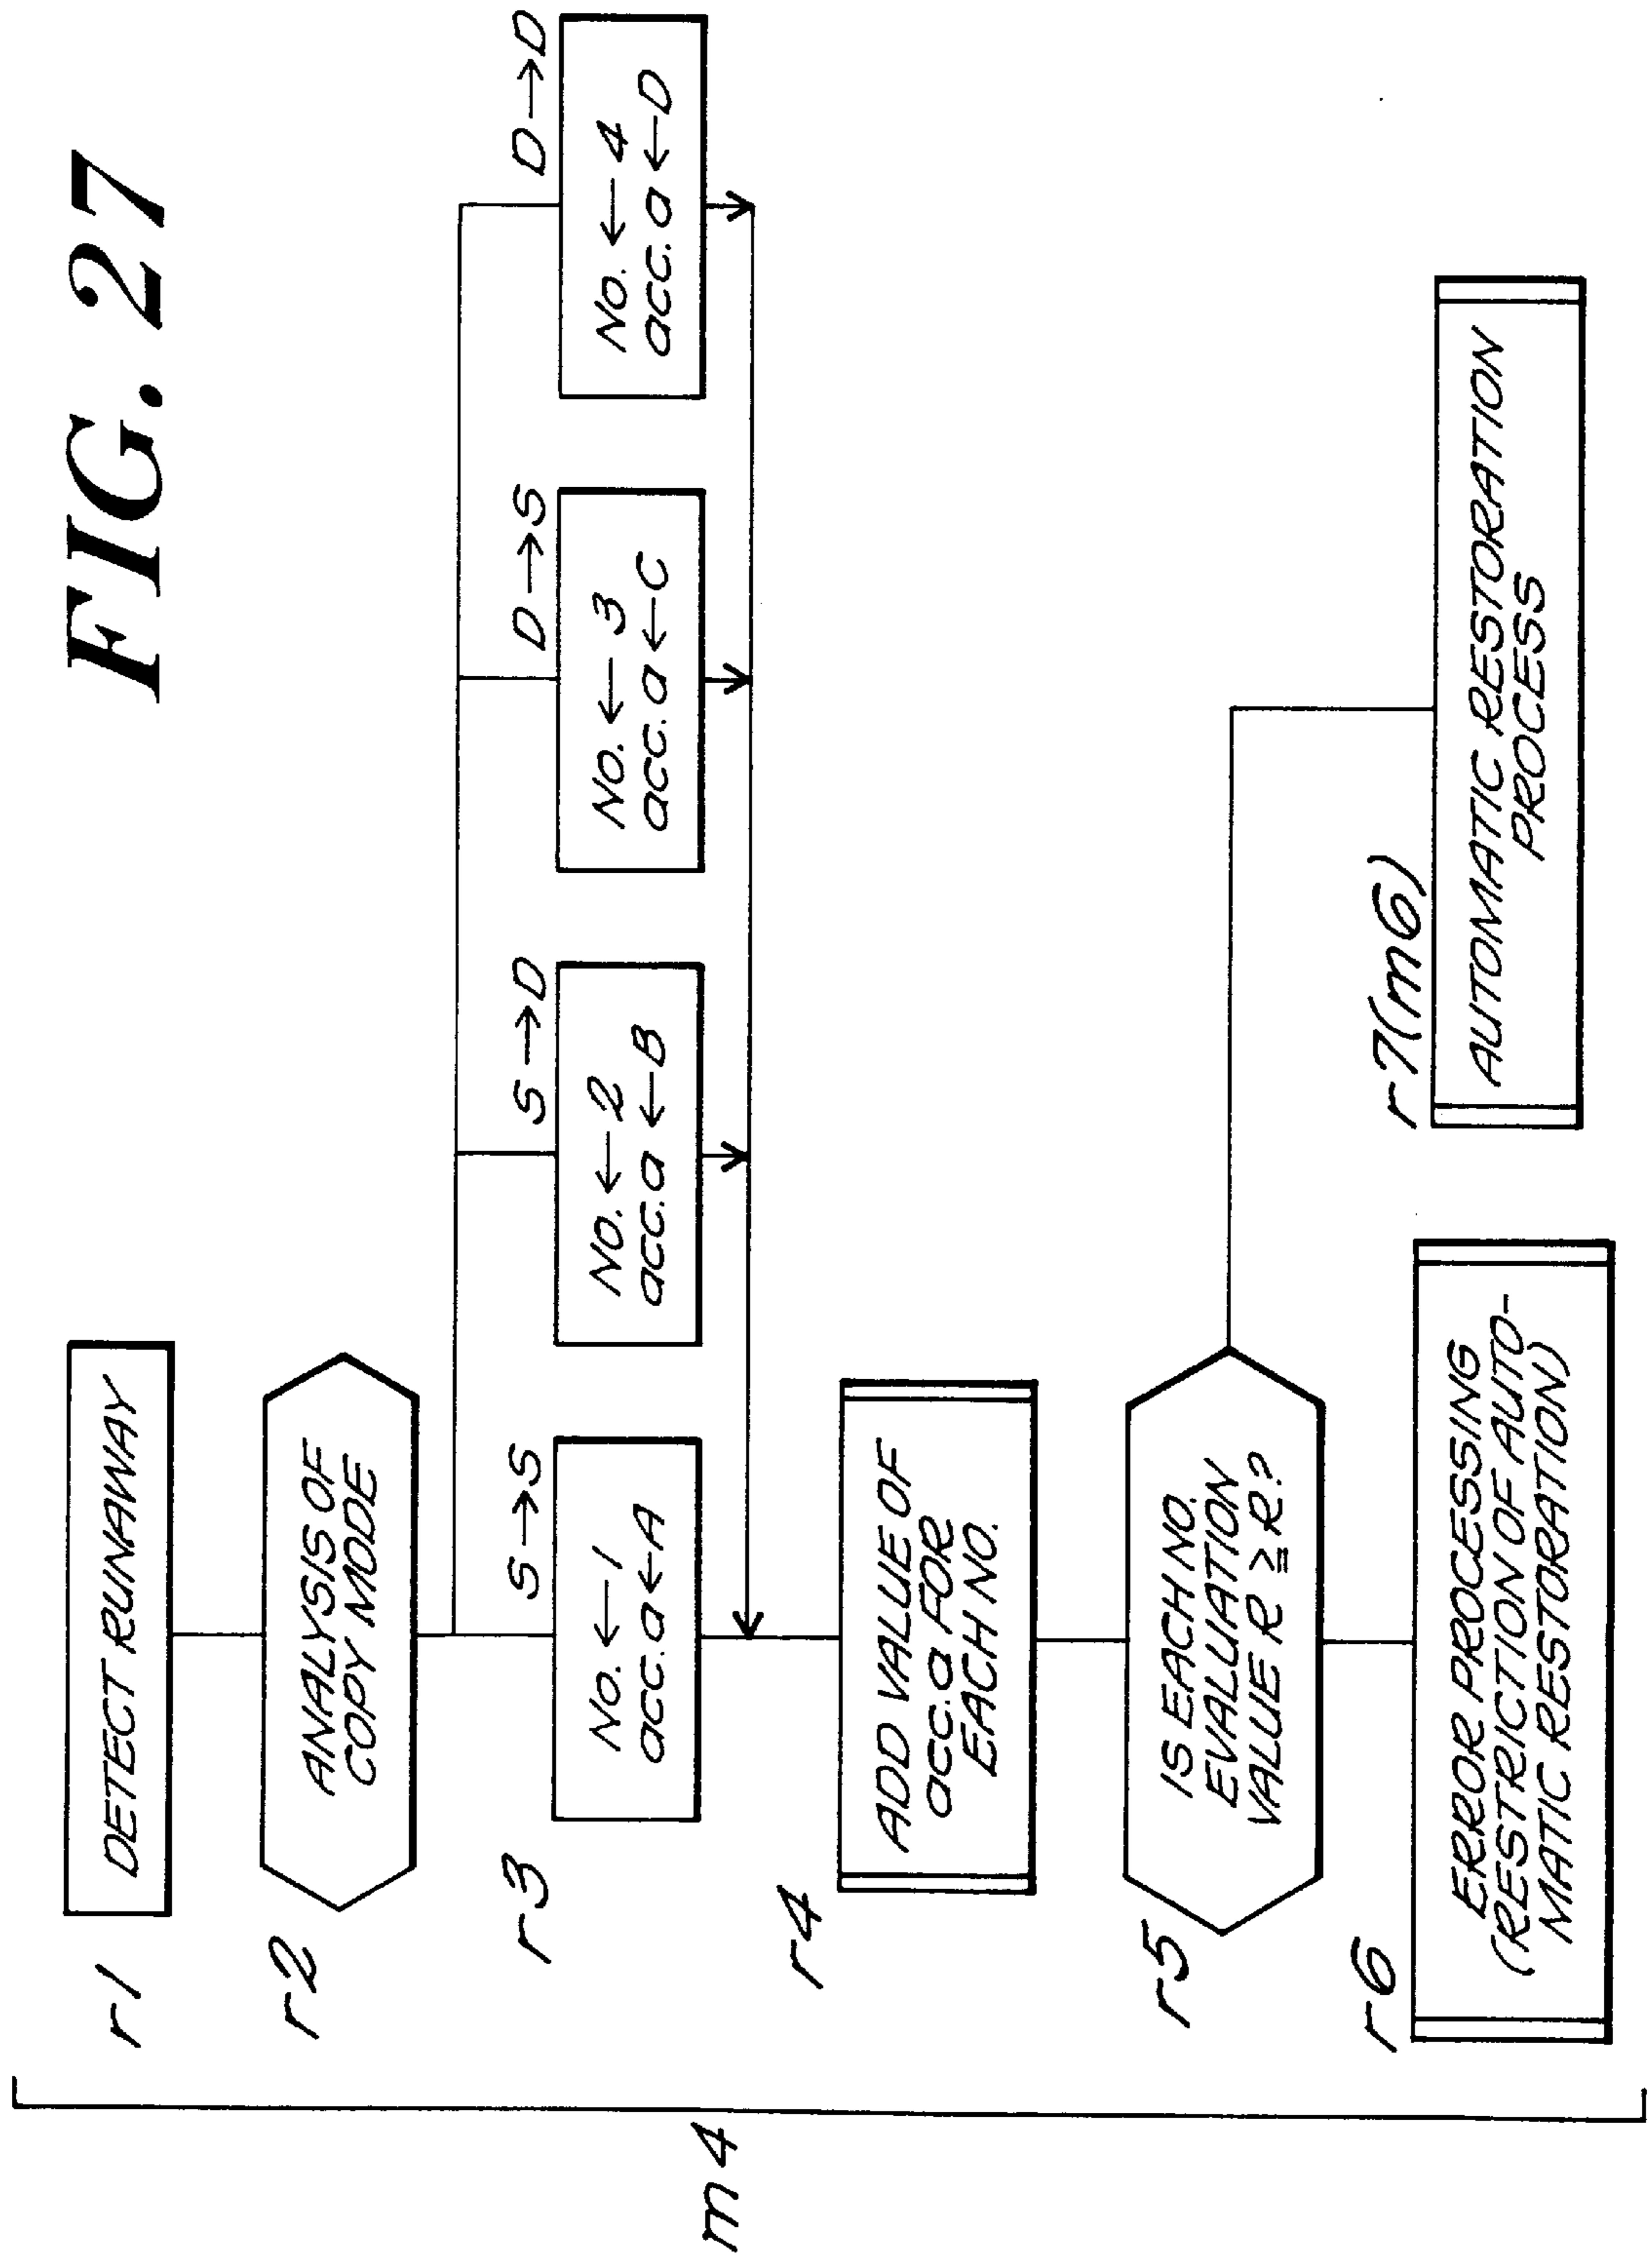 FIG. 27
r1
DETECT RUNAWAY
r2
ANALYSIS OF
COPY MODE
r3
S→S
No.←1
acc.a←A
S→D
No.←2
acc.a←B
D→S
No.←3
acc.a←C
D→D
No.←4
acc.a←D
r4
ADD VALUE OF
acc.a FOR
EACH NO.
r5
IS EACH NO.
EVALUATION
VALUE R ≧ R?
r6
ERROR PROCESSING
(RESTRICTION OF AUTO-
MATIC RESTORATION)
r7(m6)
AUTOMATIC RESTORATION
PROCESS
m4